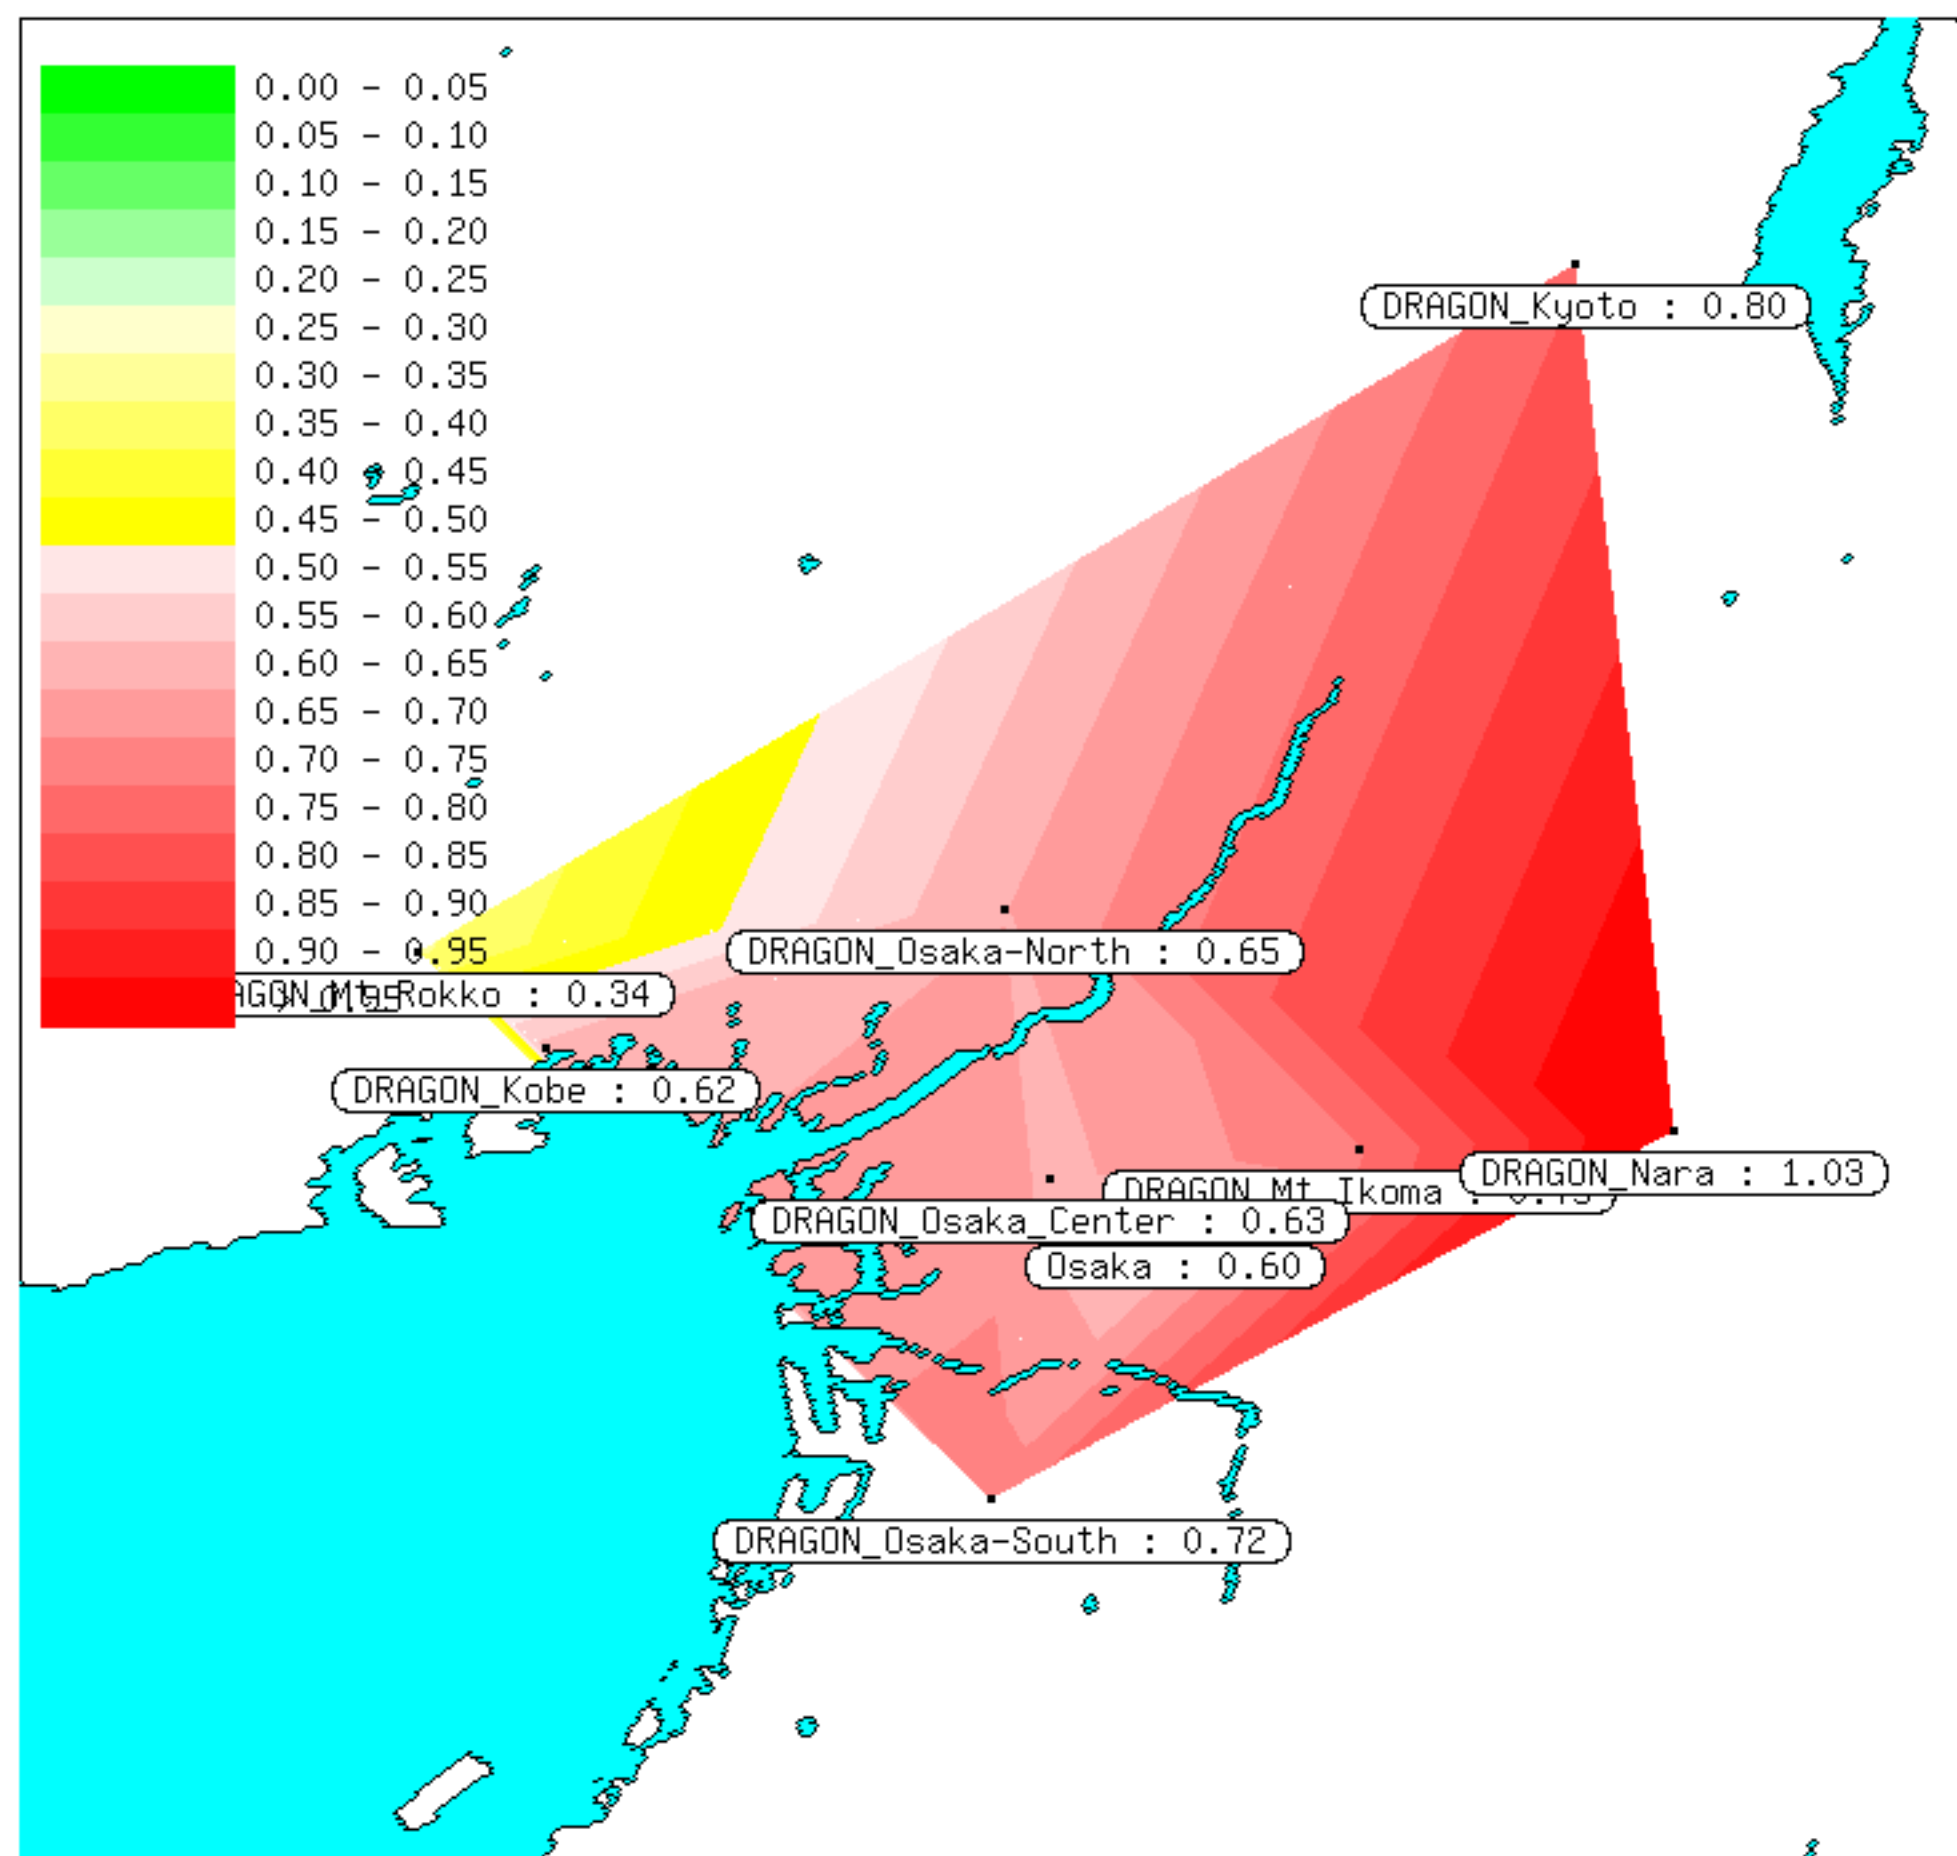 0.00 - 0.05
0.05 - 0.10
0.10 - 0.15
0.15 - 0.20
0.20 - 0.25
0.25 - 0.30
0.30 - 0.35
0.35 - 0.40
0.40 - 0.45
0.45 - 0.50
0.50 - 0.55
0.55 - 0.60
0.60 - 0.65
0.65 - 0.70
0.70 - 0.75
0.75 - 0.80
0.80 - 0.85
0.85 - 0.90
0.90 - 0.95
> 0.95
DRAGON_Kyoto : 0.80
DRAGON_Osaka-North : 0.65
AGON_Mt_Rokko : 0.34
DRAGON_Kobe : 0.62
DRAGON_Nara : 1.03
DRAGON_Mt_Ikoma :
DRAGON_Osaka_Center : 0.63
Osaka : 0.60
DRAGON_Osaka-South : 0.72